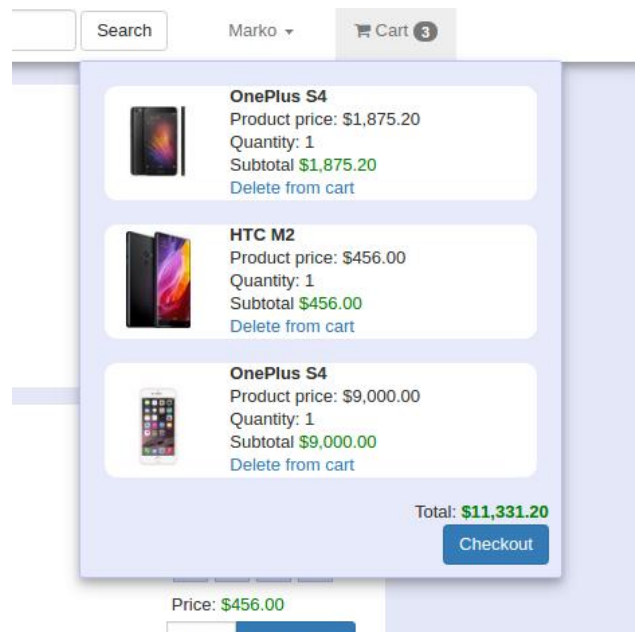 Search Marko Cart 3
OnePlus S4
Product price: $1,875.20
Quantity: 1
Subtotal $1,875.20
Delete from cart
HTC M2
Product price: $456.00
Quantity: 1
Subtotal $456.00
Delete from cart
OnePlus S4
Product price: $9,000.00
Quantity: 1
Subtotal $9,000.00
Delete from cart
Total: $11,331.20
Checkout
Price: $456.00